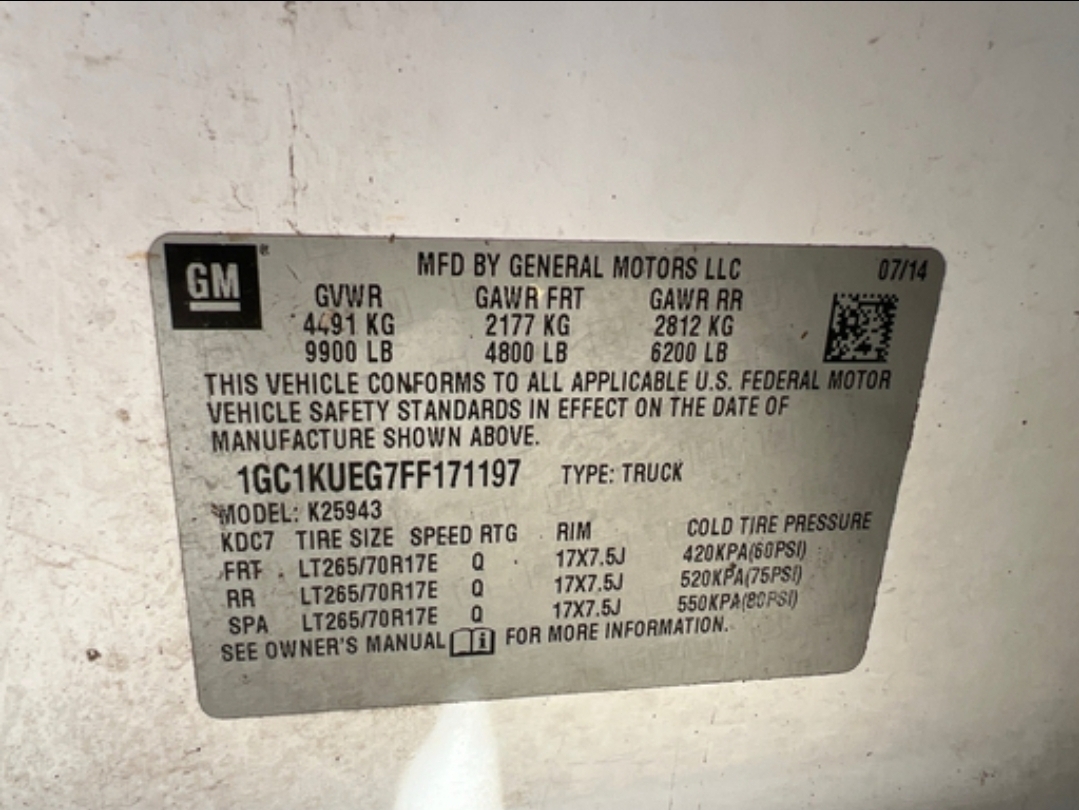 GM ®
MFD BY GENERAL MOTORS LLC 07/14
GVWR GAWR FRT GAWR RR
4491 KG 2177 KG 2812 KG
9900 LB 4800 LB 6200 LB
THIS VEHICLE CONFORMS TO ALL APPLICABLE U.S. FEDERAL MOTOR
VEHICLE SAFETY STANDARDS IN EFFECT ON THE DATE OF
MANUFACTURE SHOWN ABOVE.
1GC1KUEG7FF171197 TYPE: TRUCK
MODEL: K25943
KDC7 TIRE SIZE SPEED RTG RIM COLD TIRE PRESSURE
FRT LT265/70R17E Q 17X7.5J 420KPA(60PSI)
RR LT265/70R17E Q 17X7.5J 520KPA(75PSI)
SPA LT265/70R17E Q 17X7.5J 550KPA(80PSI)
SEE OWNER'S MANUAL i FOR MORE INFORMATION.